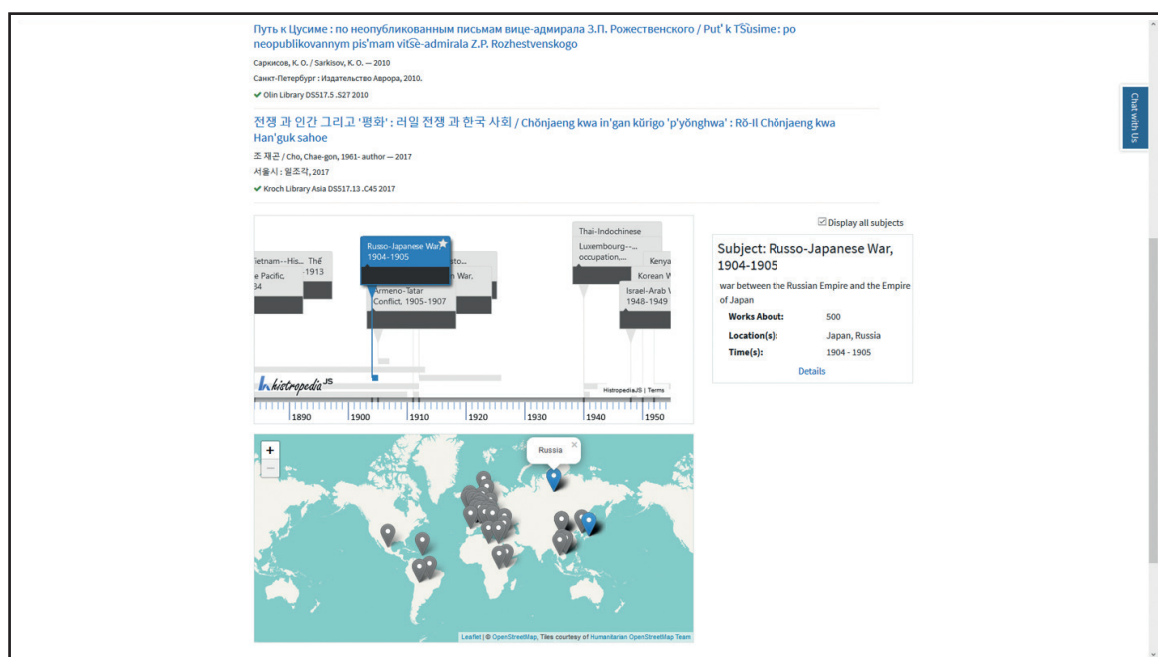 Путь к Цусиме : по неопубликованным письмам вице-адмирала З.П. Рожественского / Putʹ k T͡Susime : po
neopublikovannym pisʹmam vit͡se-admirala Z.P. Rozhestvenskogo
Саркисов, К. О. / Sarkisov, K. O. — 2010
Санкт-Петербург : Издательство Аврора, 2010.
✔ Olin Library DS517.5 .S27 2010
전쟁 과 인간 그리고 '평화' : 러일 전쟁 과 한국 사회 / Chŏnjaeng kwa in'gan kŭrigo 'p'yŏnghwa' : Rŏ-Il Chŏnjaeng kwa
Han'guk sahoe
조 재곤 / Cho, Chae-gon, 1961- author — 2017
서울시 : 일조각, 2017
✔ Kroch Library Asia DS517.13 .C45 2017
Chat with Us
Display all subjects
Thai-Indochinese
Luxembourg--...
occupation,...
Kenya
Korean W
Israel-Arab
1948-1949
Russo-Japanese War,
1904-1905
ietnam--His...
The
-1913
e Pacific,
34
sto...
n War,
Armeno-Tatar
Conflict, 1905-1907
histropedia JS
HistropediaJS | Terms
1890 1900 1910 1920 1930 1940 1950
Subject: Russo-Japanese War,
1904-1905
war between the Russian Empire and the Empire
of Japan
Works About: 500
Location(s): Japan, Russia
Time(s): 1904 - 1905
Details
+
−
Russia
×
Leaflet | © OpenStreetMap, Tiles courtesy of Humanitarian OpenStreetMap Team